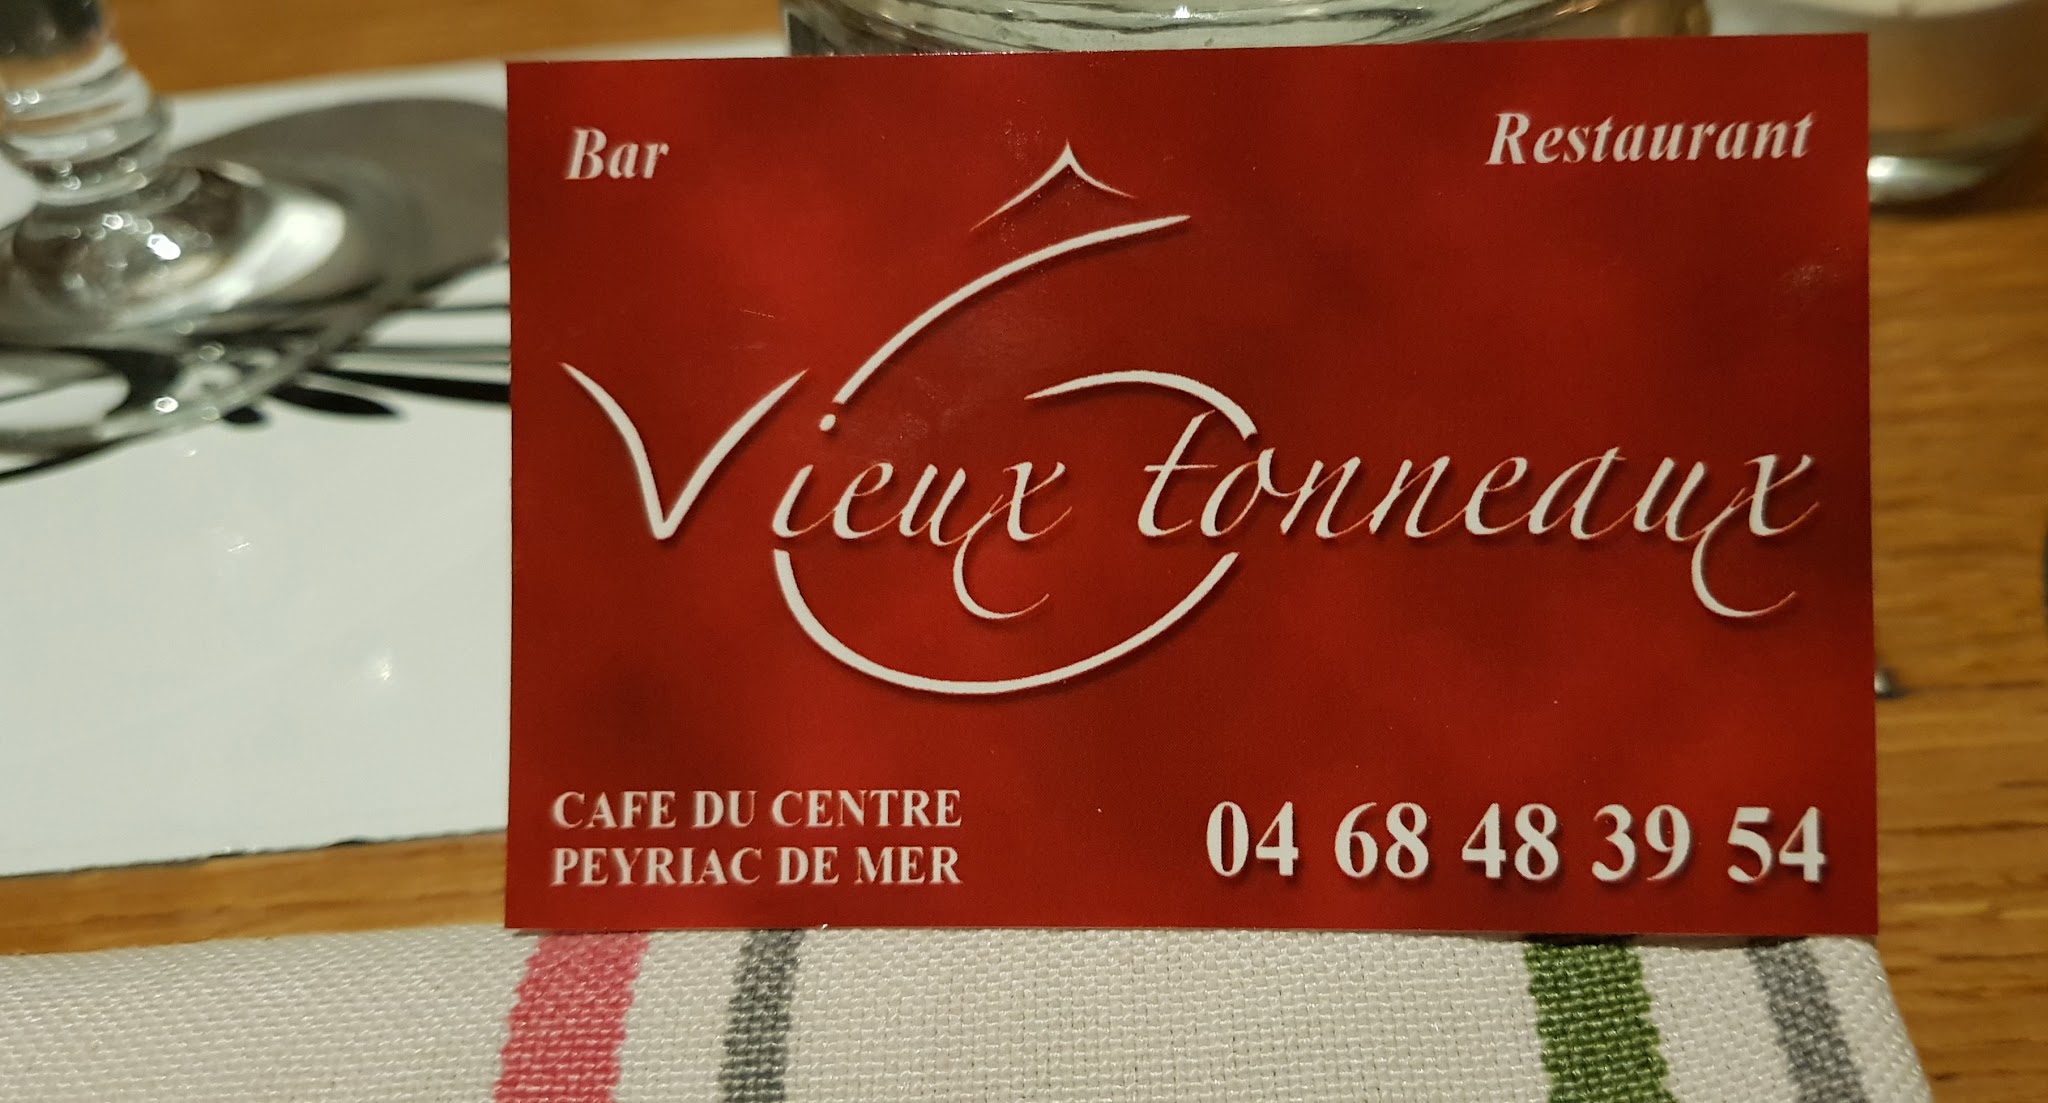 Bar
Restaurant
Ô
Vieux tonneaux
CAFE DU CENTRE
PEYRIAC DE MER
04 68 48 39 54